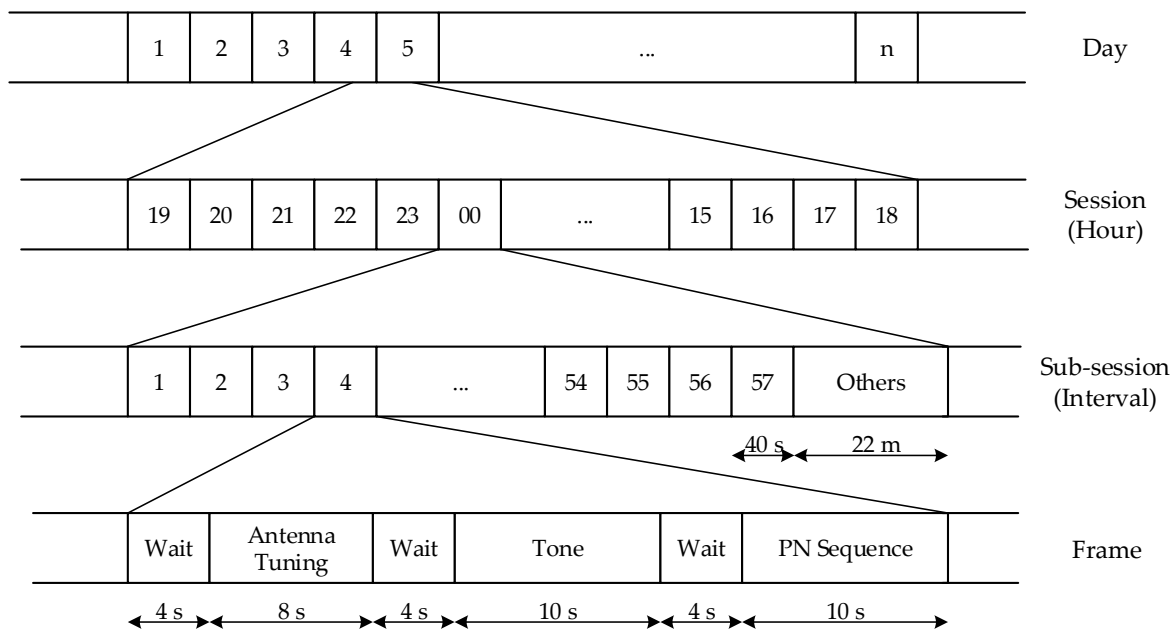 1 2 3 4 5 ... n Day
19 20 21 22 23 00 ... 15 16 17 18 Session
(Hour)
1 2 3 4 ... 54 55 56 57 Others Sub-session
(Interval)
40 s 22 m
Wait Antenna
Tuning Wait Tone Wait PN Sequence Frame
4 s 8 s 4 s 10 s 4 s 10 s